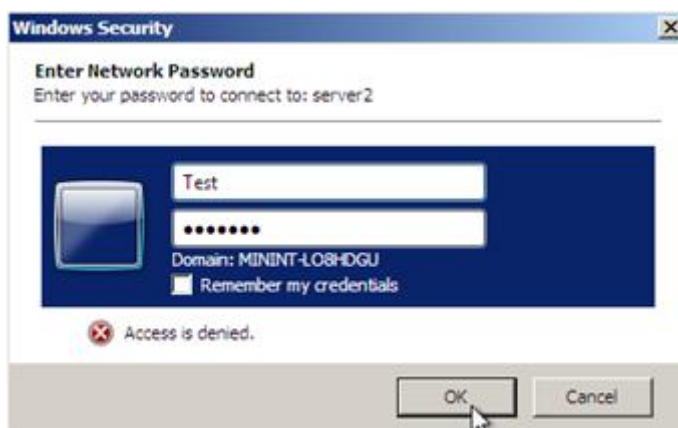 Windows Security
Enter Network Password
Enter your password to connect to: server2
Test
•••••••
Domain: MININT-LO8HDGU
Remember my credentials
Access is denied.
OK
Cancel